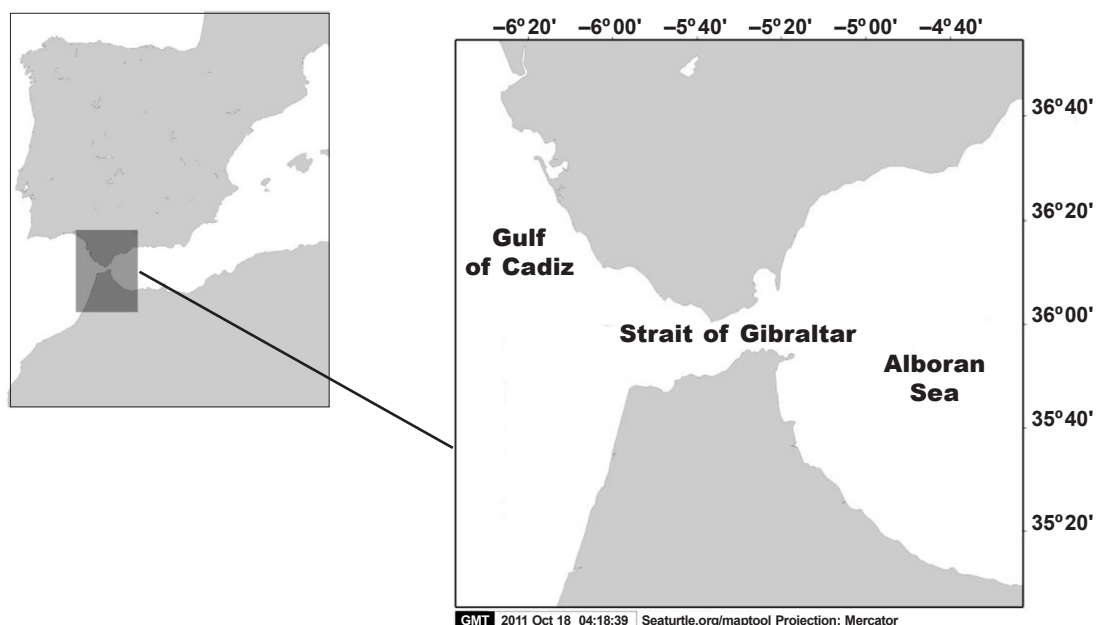 –6º20' –6º00' –5º40' –5º20' –5º00' –4º40'
36º40'
36º20'
Gulf
of Cadiz
36º00'
Strait of Gibraltar
Alboran
Sea
35º40'
35º20'
GMT 2011 Oct 18 04:18:39 Seaturtle.org/maptool Projection: Mercator